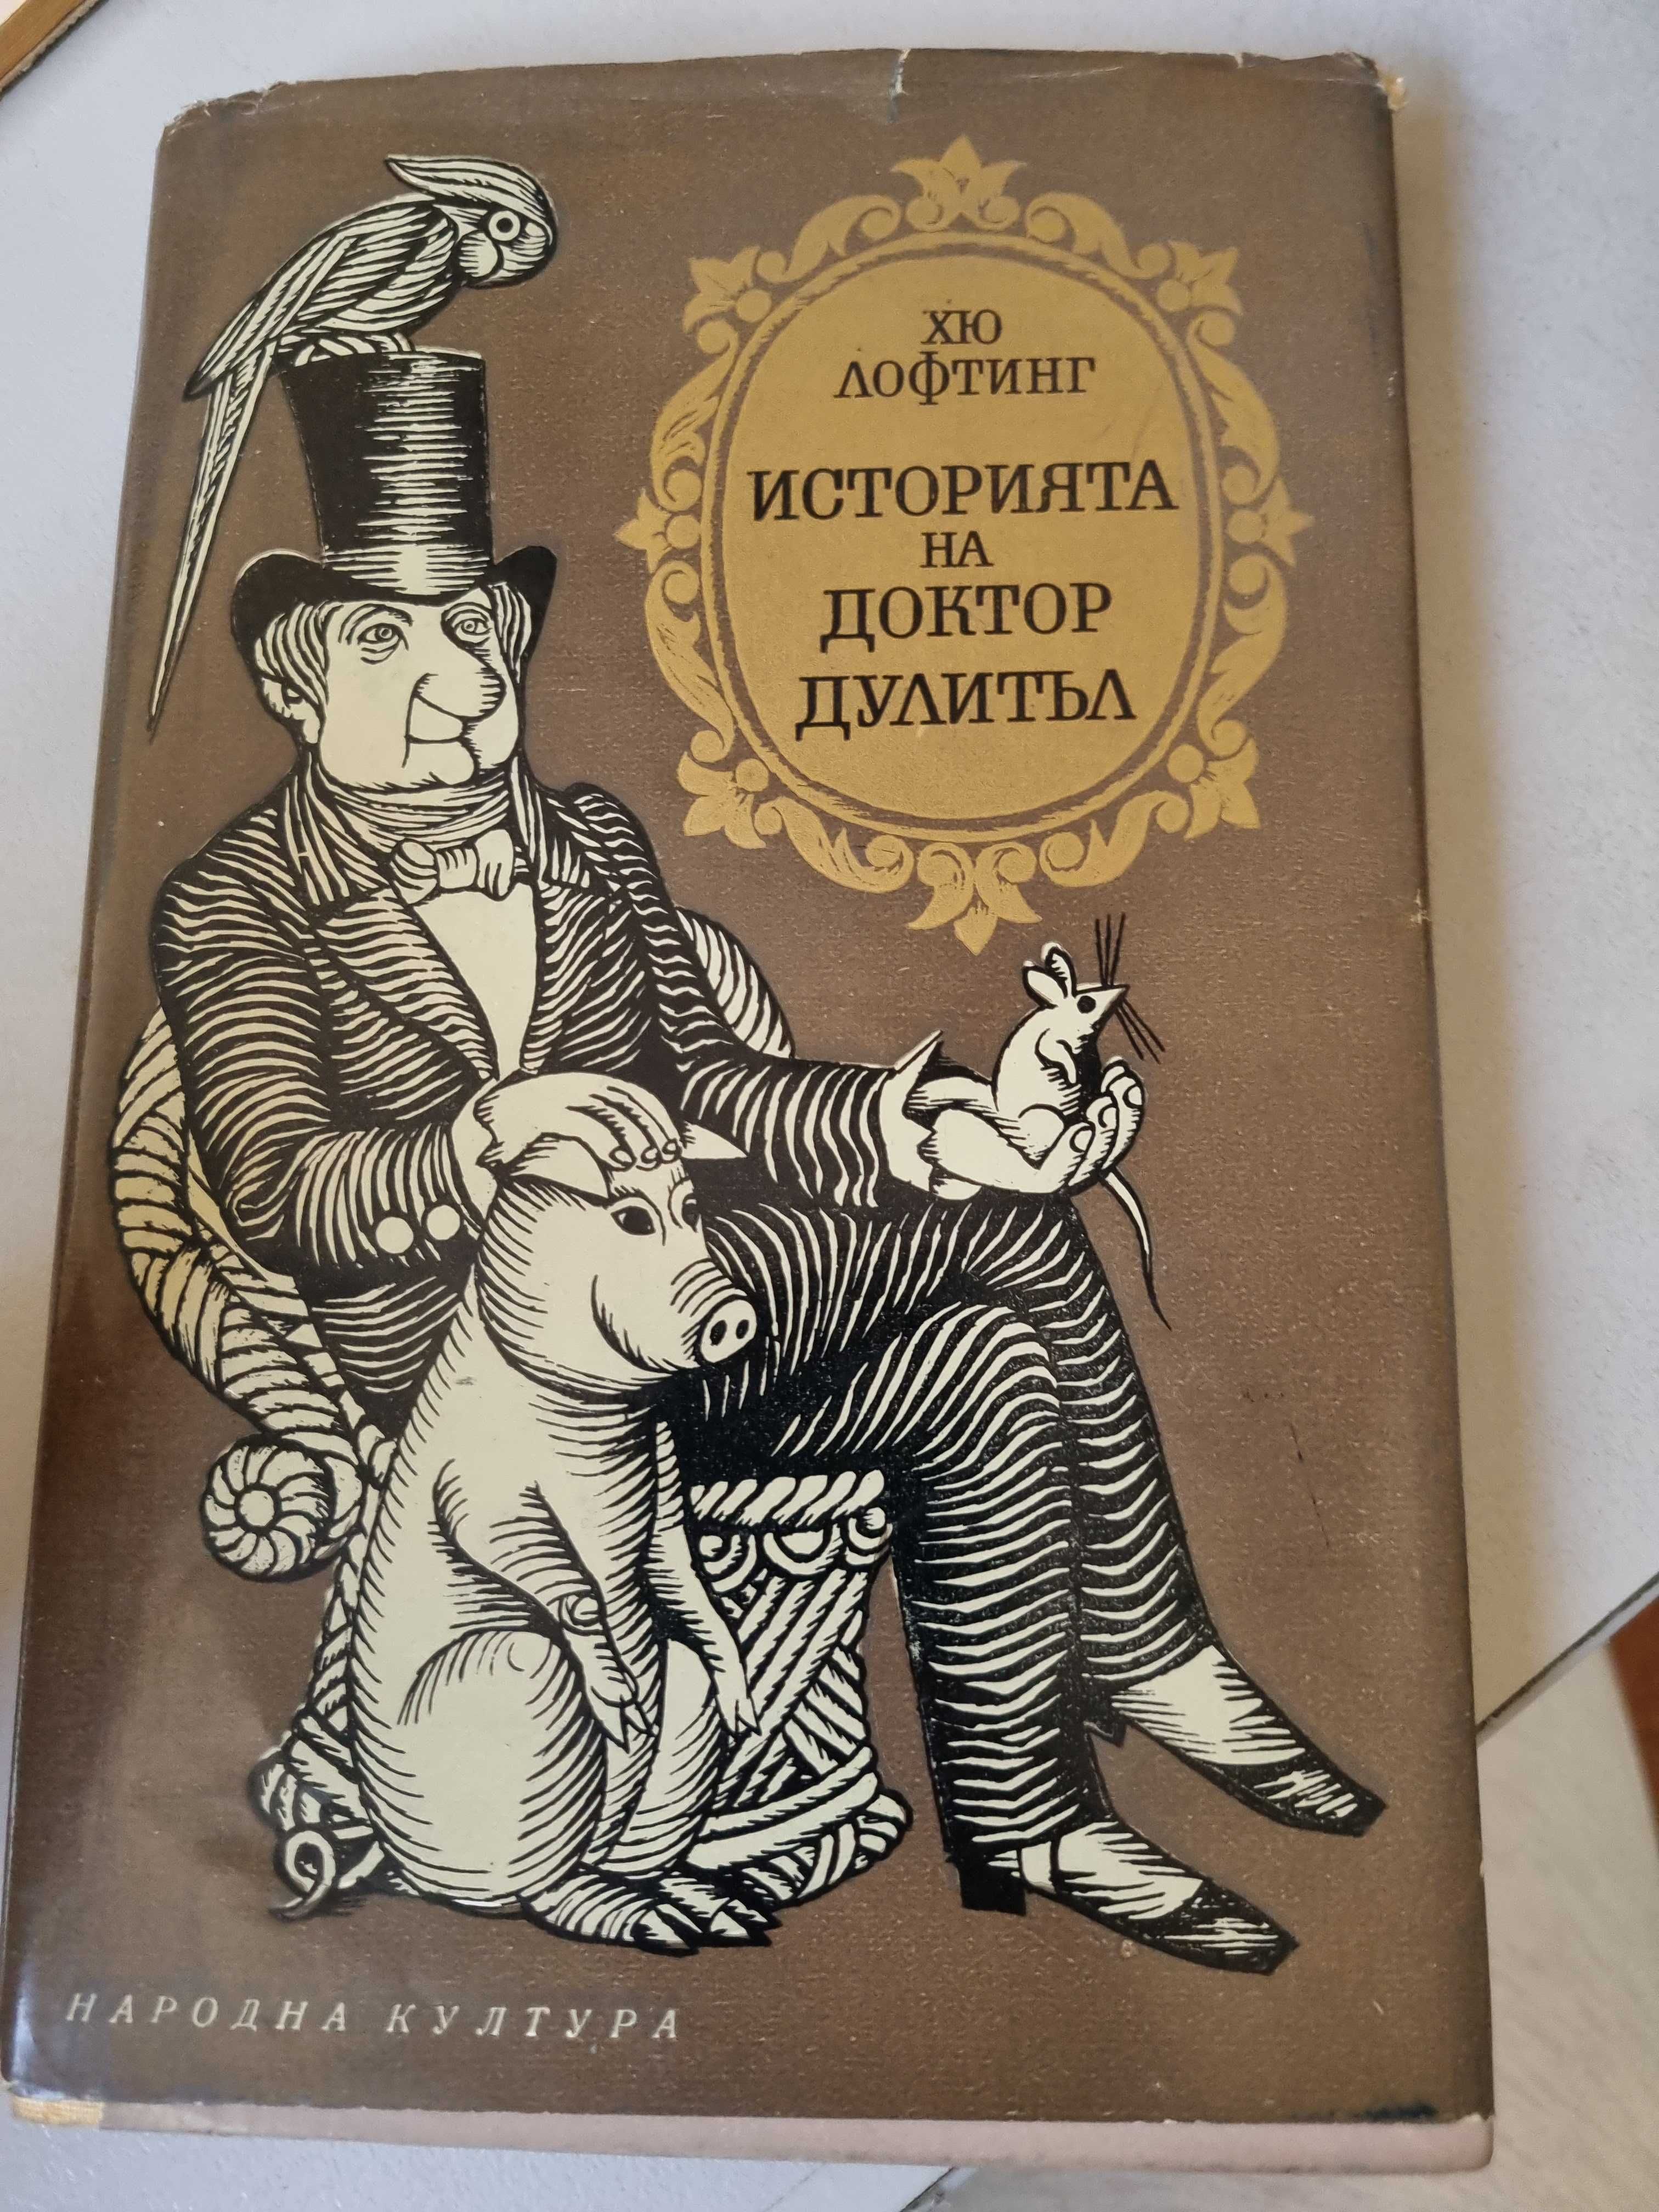 ХЮ
ЛОФТИНГ
ИСТОРИЯТА
НА
ДОКТОР
ДУЛИТЪЛ
НАРОДНА КУЛТУРА